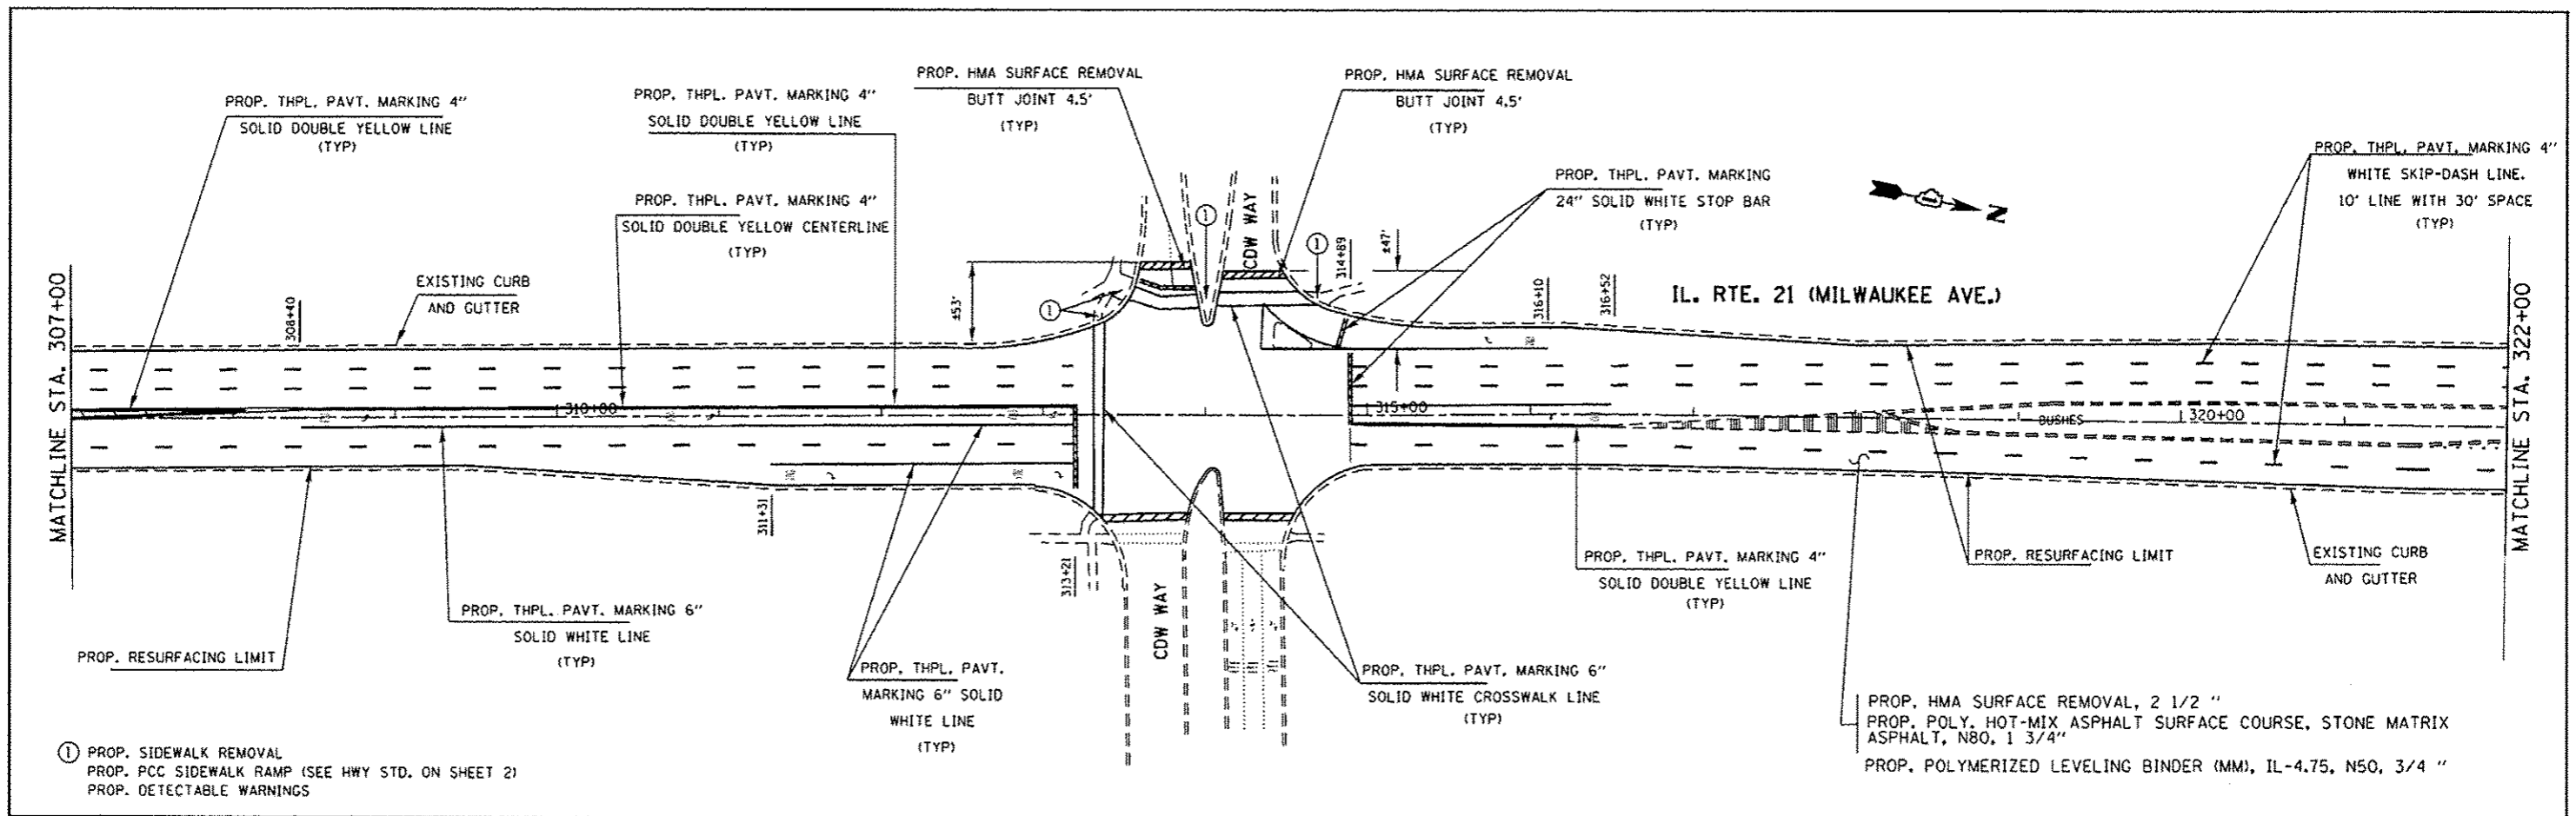 PROP. THPL. PAVT. MARKING 4"
SOLID DOUBLE YELLOW LINE
(TYP)
PROP. THPL. PAVT. MARKING 4"
SOLID DOUBLE YELLOW LINE
(TYP)
PROP. THPL. PAVT. MARKING 4"
SOLID DOUBLE YELLOW CENTERLINE
(TYP)
PROP. HMA SURFACE REMOVAL
BUTT JOINT 4.5'
(TYP)
PROP. HMA SURFACE REMOVAL
BUTT JOINT 4.5'
(TYP)
PROP. THPL. PAVT. MARKING
24" SOLID WHITE STOP BAR
(TYP)
N
PROP. THPL. PAVT. MARKING 4"
WHITE SKIP-DASH LINE.
10' LINE WITH 30' SPACE
(TYP)
EXISTING CURB
AND GUTTER
MATCHLINE STA. 307+00
308+40
±53'
1
1
1
CDW WAY
314+89
±47'
316+10
316+52
IL. RTE. 21 (MILWAUKEE AVE.)
MATCHLINE STA. 322+00
310+00
315+00
BUSHES
320+00
311+31
313+21
CDW WAY
PROP. RESURFACING LIMIT
PROP. THPL. PAVT. MARKING 6"
SOLID WHITE LINE
(TYP)
PROP. THPL. PAVT.
MARKING 6" SOLID
WHITE LINE
(TYP)
PROP. THPL. PAVT. MARKING 6"
SOLID WHITE CROSSWALK LINE
(TYP)
PROP. THPL. PAVT. MARKING 4"
SOLID DOUBLE YELLOW LINE
(TYP)
PROP. RESURFACING LIMIT
EXISTING CURB
AND GUTTER
PROP. HMA SURFACE REMOVAL, 2 1/2 "
PROP. POLY. HOT-MIX ASPHALT SURFACE COURSE, STONE MATRIX
ASPHALT, N80, 1 3/4"
PROP. POLYMERIZED LEVELING BINDER (MM), IL-4.75, N50, 3/4 "
1 PROP. SIDEWALK REMOVAL
PROP. PCC SIDEWALK RAMP (SEE HWY STD. ON SHEET 2)
PROP. DETECTABLE WARNINGS